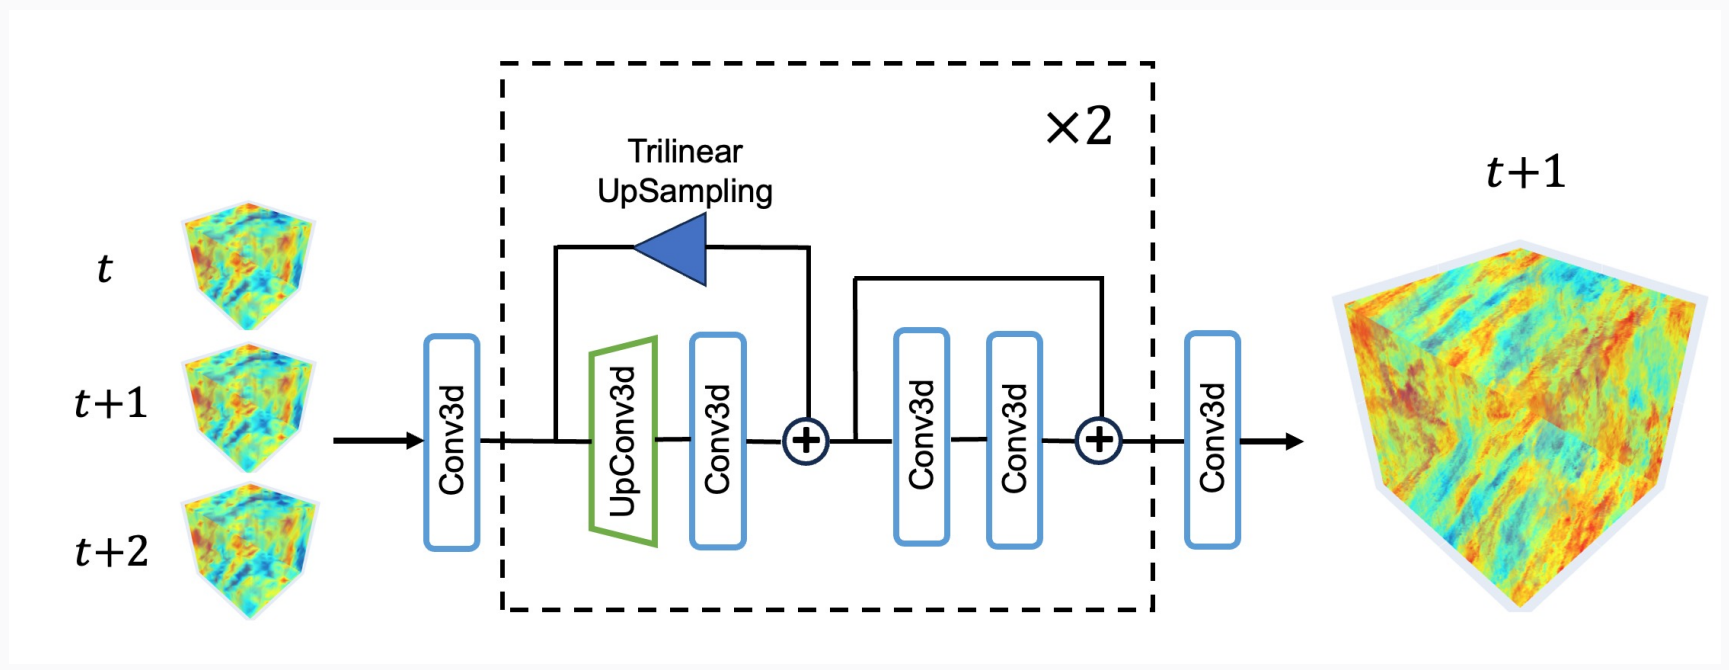 t
t+1
t+2
Conv3d
×2
Trilinear
UpSampling
UpConv3d
Conv3d
+
Conv3d
Conv3d
+
Conv3d
t+1